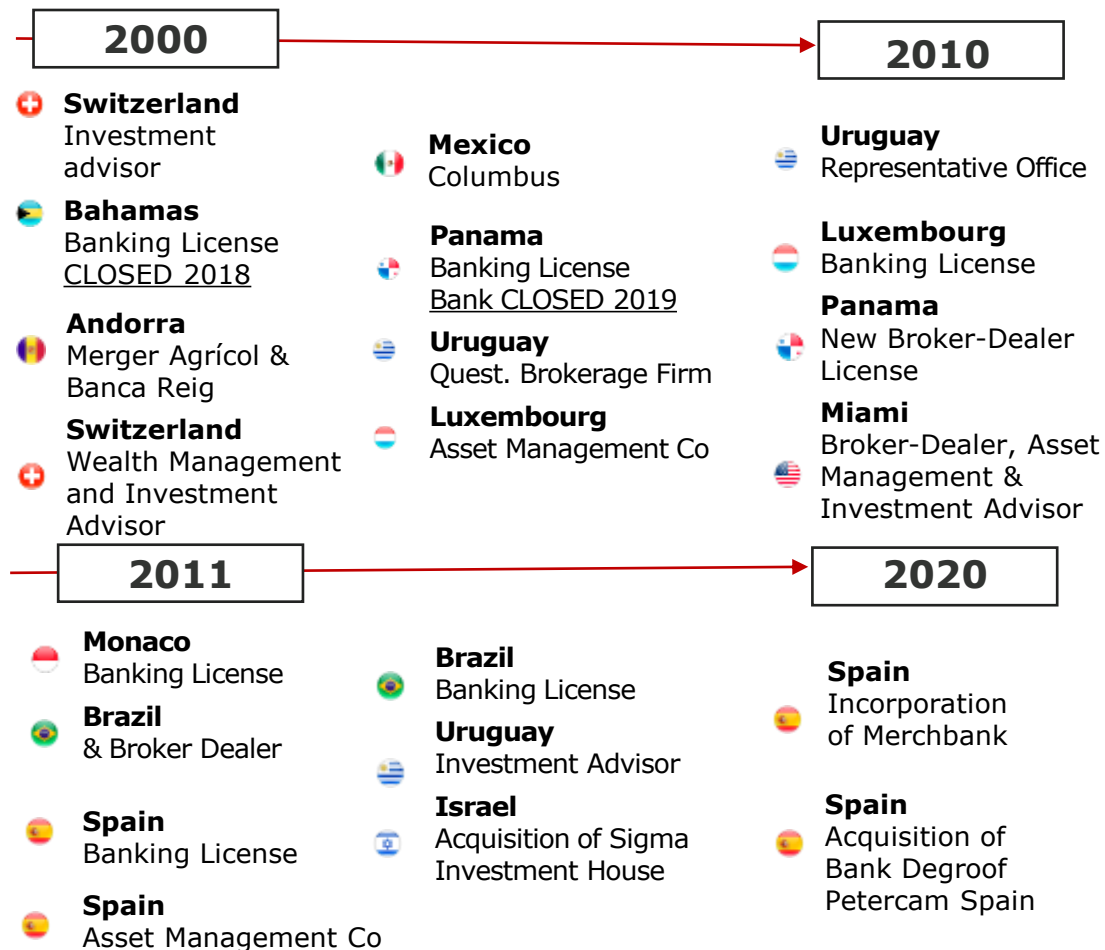 2000
2010
Switzerland
Investment
advisor
Bahamas
Banking License
CLOSED 2018
Andorra
Merger Agrícol &
Banca Reig
Switzerland
Wealth Management
and Investment
Advisor
Mexico
Columbus
Panama
Banking License
Bank CLOSED 2019
Uruguay
Quest. Brokerage Firm
Luxembourg
Asset Management Co
Uruguay
Representative Office
Luxembourg
Banking License
Panama
New Broker-Dealer
License
Miami
Broker-Dealer, Asset
Management &
Investment Advisor
2011
2020
Monaco
Banking License
Brazil
& Broker Dealer
Spain
Banking License
Spain
Asset Management Co
Brazil
Banking License
Uruguay
Investment Advisor
Israel
Acquisition of Sigma
Investment House
Spain
Incorporation
of Merchbank
Spain
Acquisition of
Bank Degroof
Petercam Spain